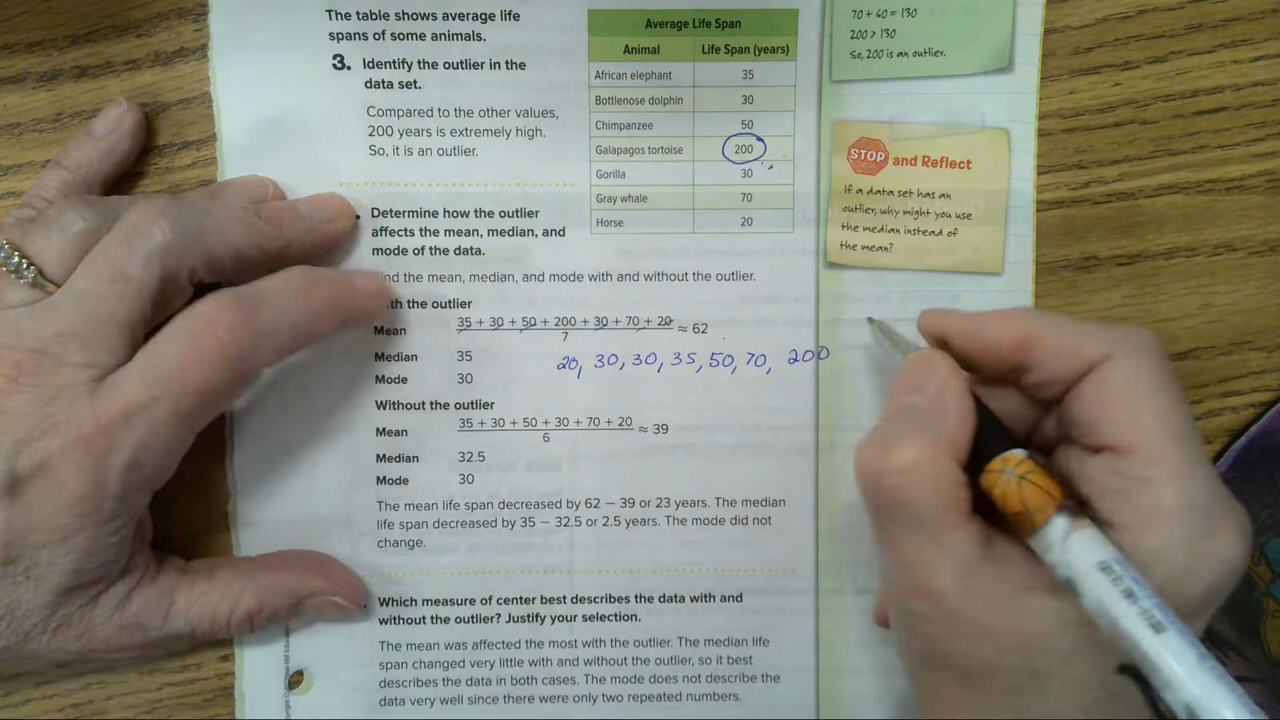 The table shows average life
spans of some animals.
3. Identify the outlier in the
data set.
Compared to the other values,
200 years is extremely high.
So, it is an outlier.
Average Life Span
Animal Life Span (years)
African elephant 35
Bottlenose dolphin 30
Chimpanzee 50
Galapagos tortoise 200
Gorilla 30
Gray whale 70
Horse 20
Determine how the outlier
affects the mean, median, and
mode of the data.
the mean, median, and mode with and without the outlier.
the outlier
Mean 35 + 30 + 50 + 200 + 30 + 70 + 20 ≈ 62
7
Median 35
20, 30, 30, 35, 50, 70, 200
Mode 30
Without the outlier
Mean 35 + 30 + 50 + 30 + 70 + 20 ≈ 39
6
Median 32.5
Mode 30
The mean life span decreased by 62 − 39 or 23 years. The median
life span decreased by 35 − 32.5 or 2.5 years. The mode did not
change.
Which measure of center best describes the data with and
without the outlier? Justify your selection.
The mean was affected the most with the outlier. The median life
span changed very little with and without the outlier, so it best
describes the data in both cases. The mode does not describe the
data very well since there were only two repeated numbers.
70 + 60 = 130
200 > 130
So, 200 is an outlier.
STOP and Reflect
If a data set has an
outlier, why might you use
the median instead of
the mean?